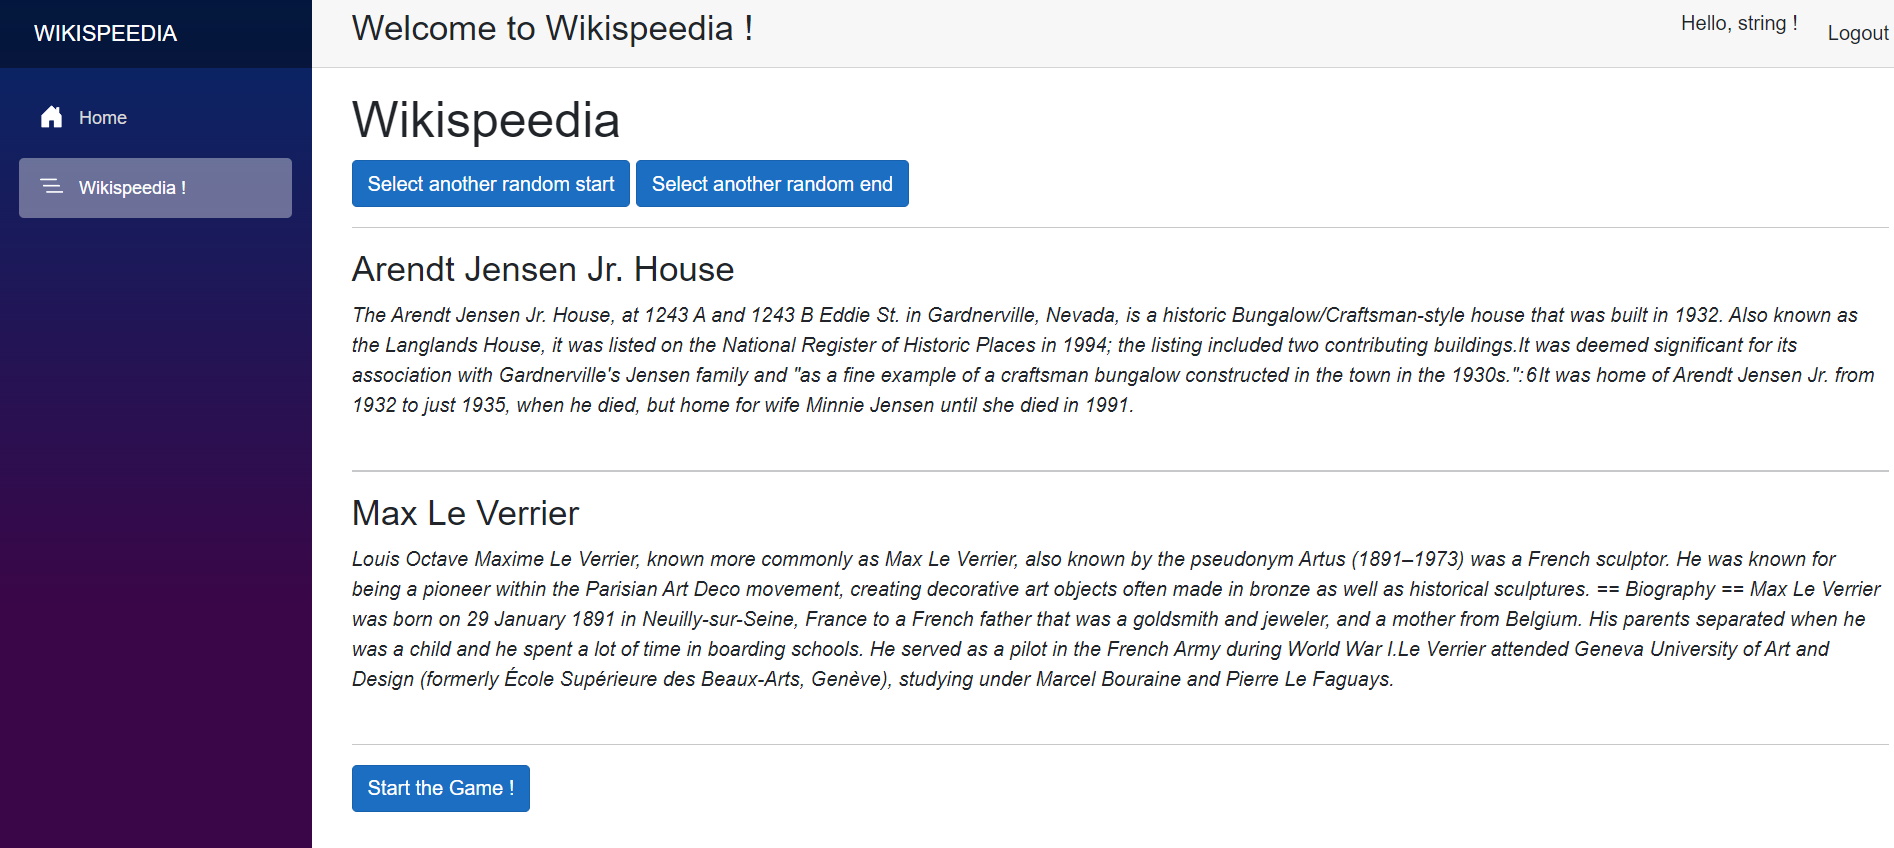 WIKISPEEDIA
Welcome to Wikispeedia !
Hello, string !
Logout
Home
Wikispeedia !
Wikispeedia
Select another random start
Select another random end
Arendt Jensen Jr. House
The Arendt Jensen Jr. House, at 1243 A and 1243 B Eddie St. in Gardnerville, Nevada, is a historic Bungalow/Craftsman-style house that was built in 1932. Also known as
the Langlands House, it was listed on the National Register of Historic Places in 1994; the listing included two contributing buildings.It was deemed significant for its
association with Gardnerville's Jensen family and "as a fine example of a craftsman bungalow constructed in the town in the 1930s.": 6 It was home of Arendt Jensen Jr. from
1932 to just 1935, when he died, but home for wife Minnie Jensen until she died in 1991.
Max Le Verrier
Louis Octave Maxime Le Verrier, known more commonly as Max Le Verrier, also known by the pseudonym Artus (1891–1973) was a French sculptor. He was known for
being a pioneer within the Parisian Art Deco movement, creating decorative art objects often made in bronze as well as historical sculptures. == Biography == Max Le Verrier
was born on 29 January 1891 in Neuilly-sur-Seine, France to a French father that was a goldsmith and jeweler, and a mother from Belgium. His parents separated when he
was a child and he spent a lot of time in boarding schools. He served as a pilot in the French Army during World War I.Le Verrier attended Geneva University of Art and
Design (formerly École Supérieure des Beaux-Arts, Genève), studying under Marcel Bouraine and Pierre Le Faguays.
Start the Game !